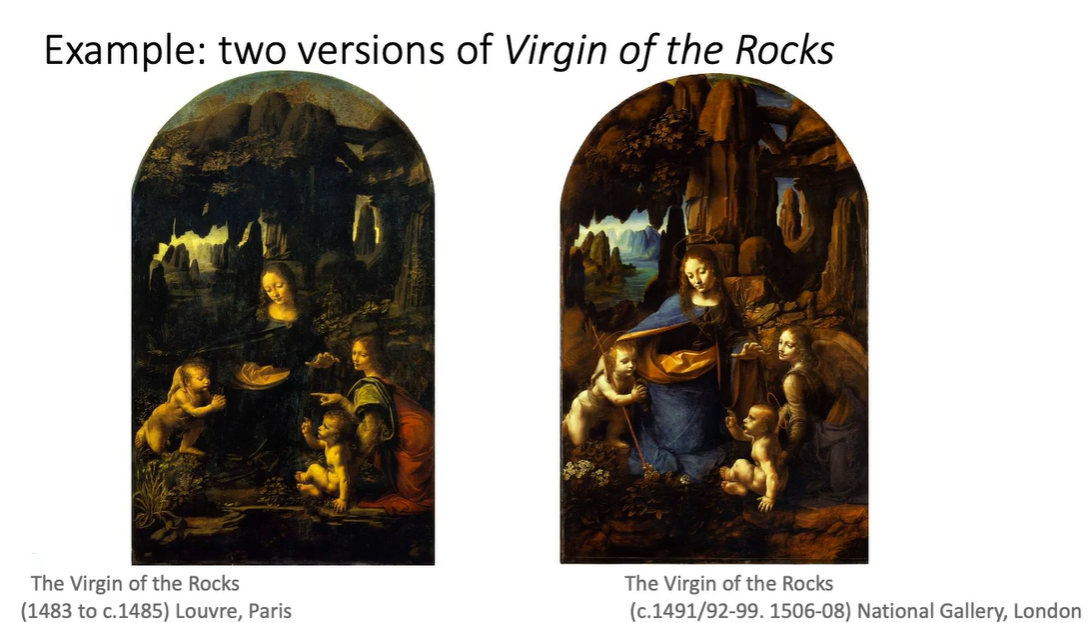 Example: two versions of Virgin of the Rocks
The Virgin of the Rocks
(1483 to c.1485) Louvre, Paris
The Virgin of the Rocks
(c.1491/92-99. 1506-08) National Gallery, London